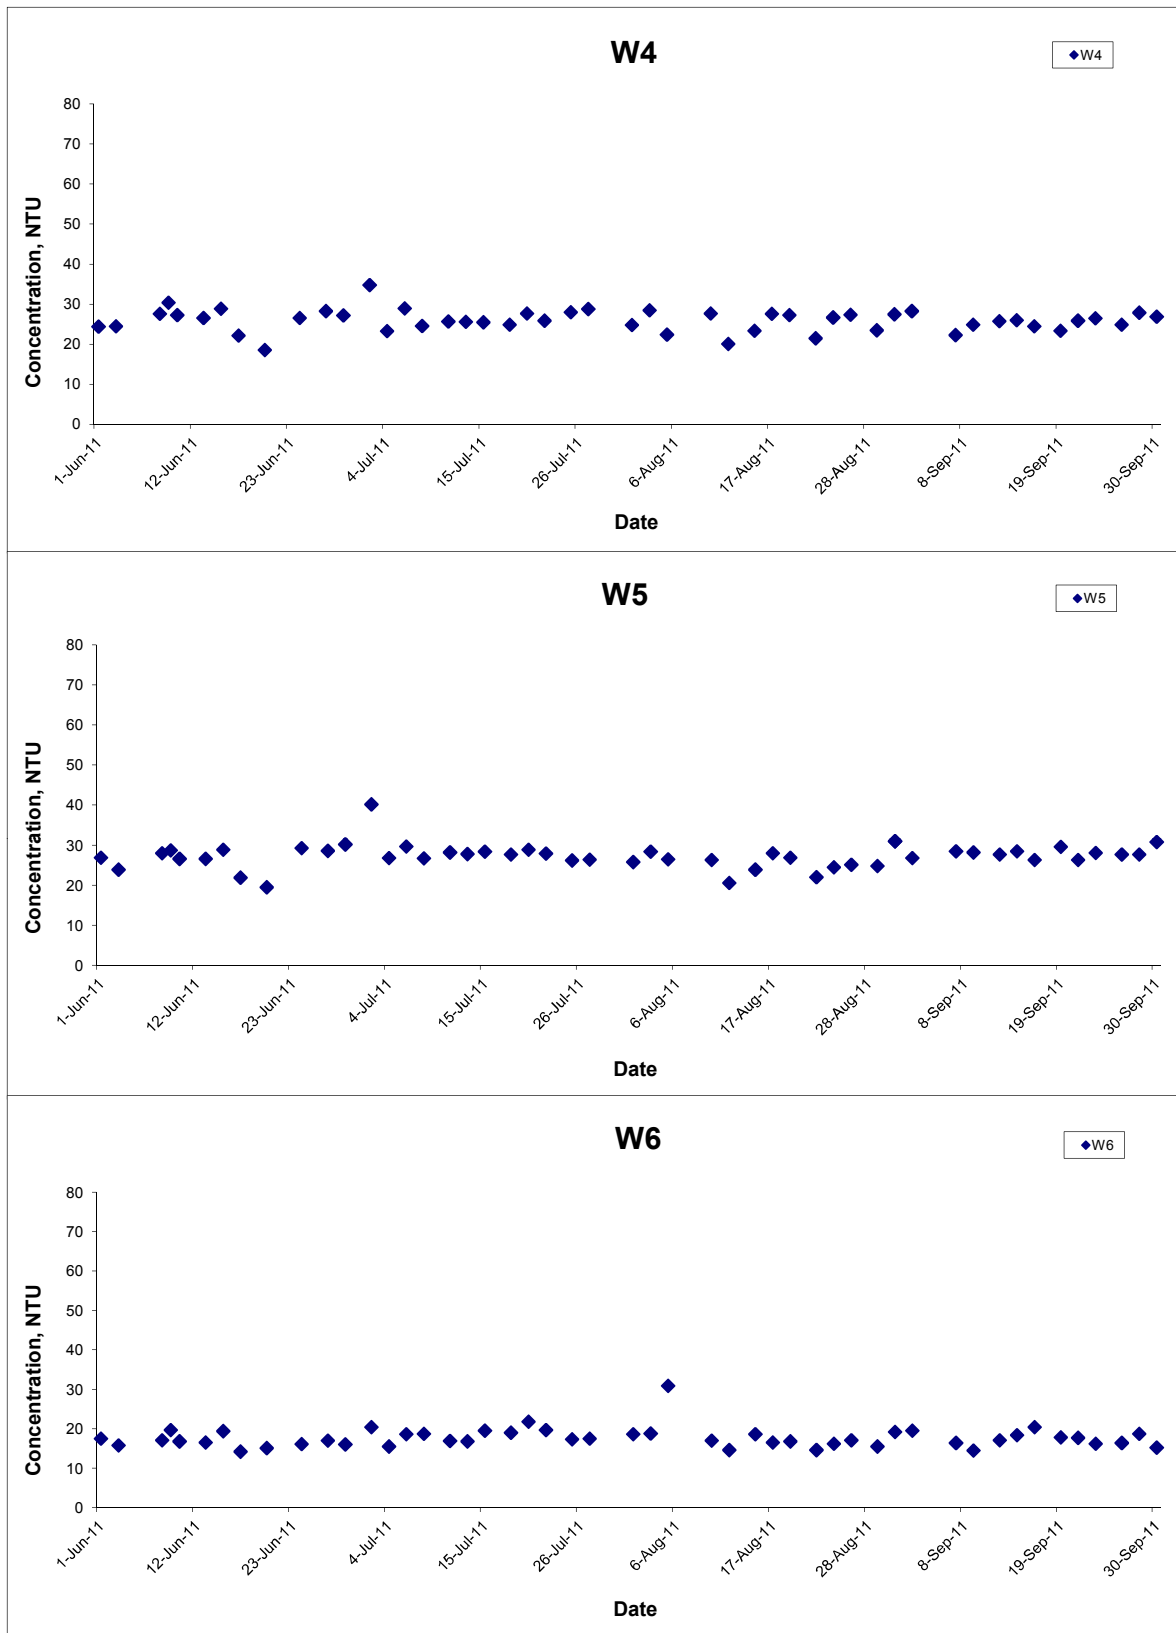 W4
W4
80
70
60
50
40
30
20
10
0
Concentration, NTU
1-Jun-11
12-Jun-11
23-Jun-11
4-Jul-11
15-Jul-11
26-Jul-11
6-Aug-11
17-Aug-11
28-Aug-11
8-Sep-11
19-Sep-11
30-Sep-11
Date
W5
W5
80
70
60
50
40
30
20
10
0
Concentration, NTU
1-Jun-11
12-Jun-11
23-Jun-11
4-Jul-11
15-Jul-11
26-Jul-11
6-Aug-11
17-Aug-11
28-Aug-11
8-Sep-11
19-Sep-11
30-Sep-11
Date
W6
W6
80
70
60
50
40
30
20
10
0
Concentration, NTU
1-Jun-11
12-Jun-11
23-Jun-11
4-Jul-11
15-Jul-11
26-Jul-11
6-Aug-11
17-Aug-11
28-Aug-11
8-Sep-11
19-Sep-11
30-Sep-11
Date